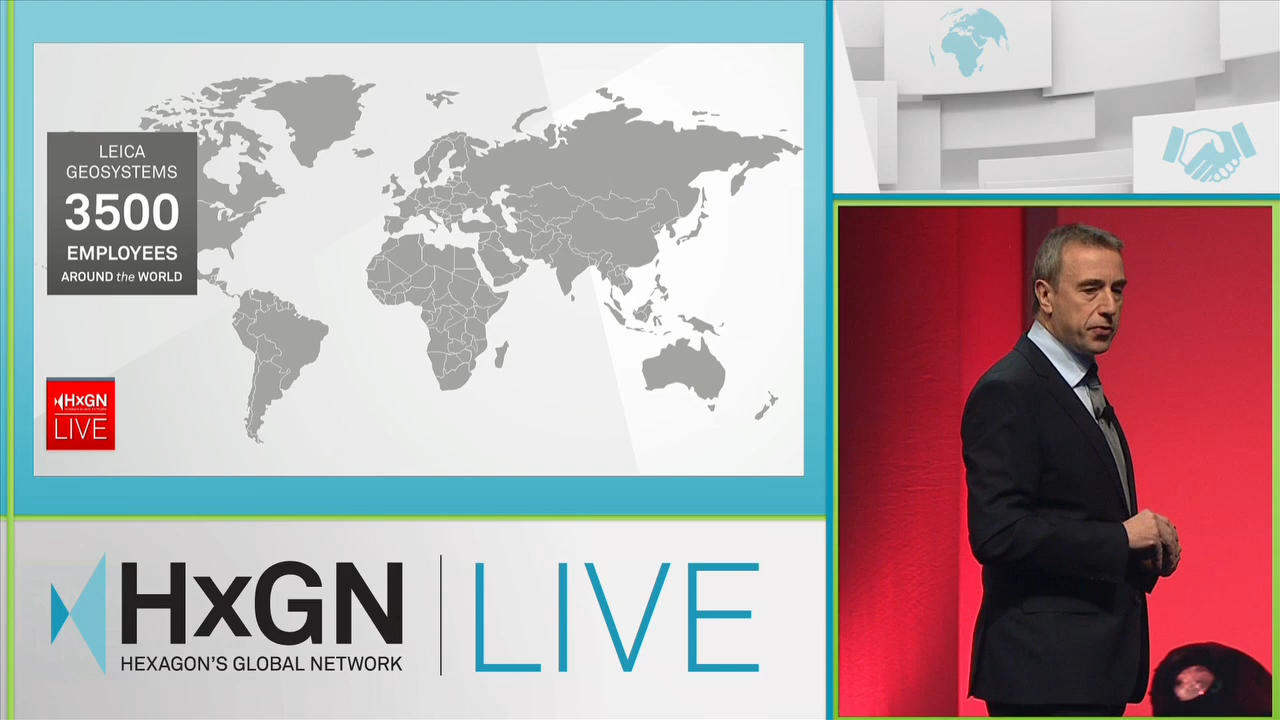 LEICA
GEOSYSTEMS
3500
EMPLOYEES
AROUND the WORLD
HxGN
LIVE
HxGN
HEXAGON'S GLOBAL NETWORK
LIVE